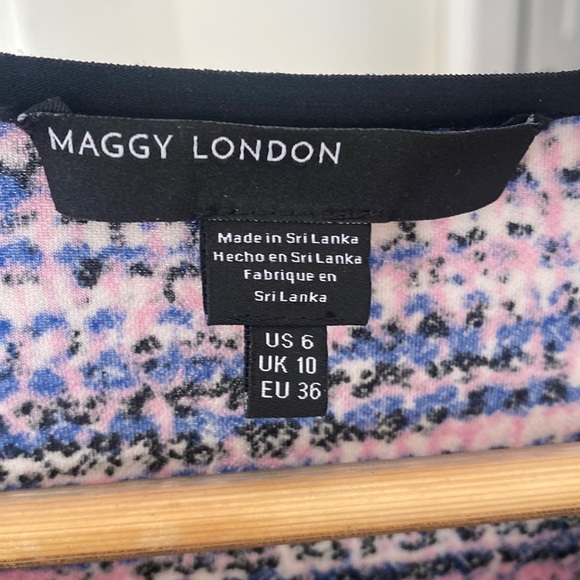 MAGGY LONDON
Made in Sri Lanka
Hecho en Sri Lanka
Fabrique en
Sri Lanka
US 6
UK 10
EU 36